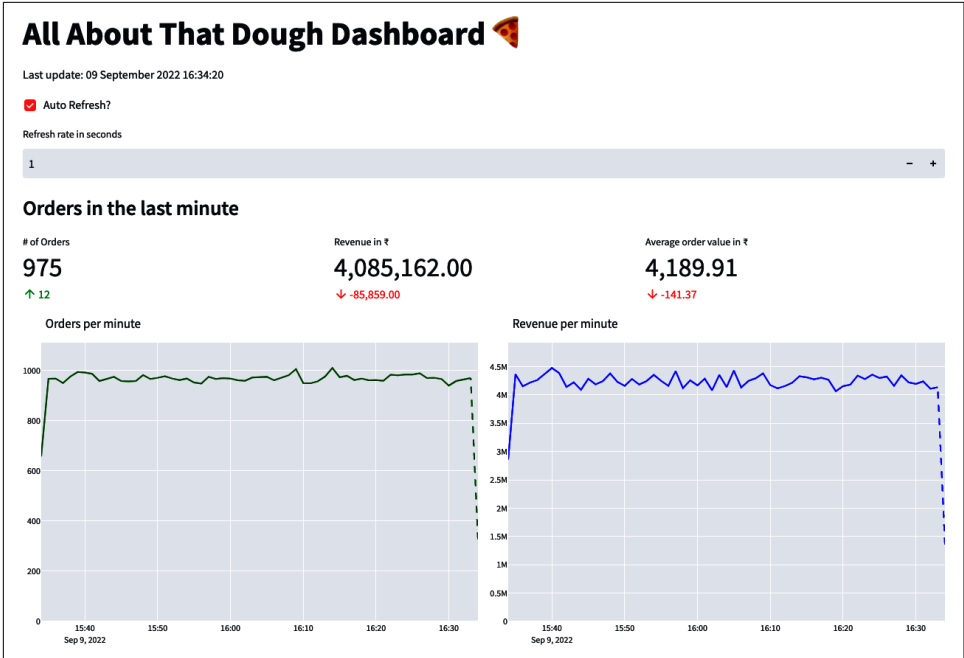 All About That Dough Dashboard 🍕
Last update: 09 September 2022 16:34:20
Auto Refresh?
Refresh rate in seconds
1 − +
Orders in the last minute
# of Orders Revenue in ₹ Average order value in ₹
975 4,085,162.00 4,189.91
↑ 12 ↓ -85,859.00 ↓ -141.37
Orders per minute Revenue per minute
1000
800
600
400
200
0
15:40 15:50 16:00 16:10 16:20 16:30
Sep 9, 2022
4.5M
4M
3.5M
3M
2.5M
2M
1.5M
1M
0.5M
0
15:40 15:50 16:00 16:10 16:20 16:30
Sep 9, 2022